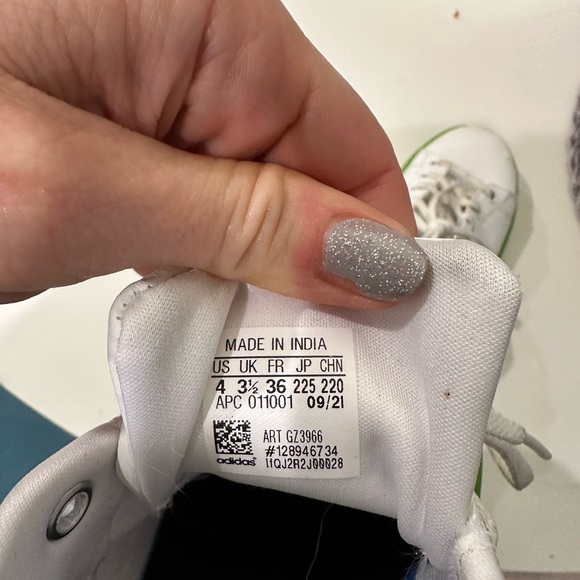 MADE IN INDIA
US UK FR JP CHN
4 3½ 36 225 220
APC 011001 09/21
ART GZ3966
#128946734
adidas I1QJ2R2J00028